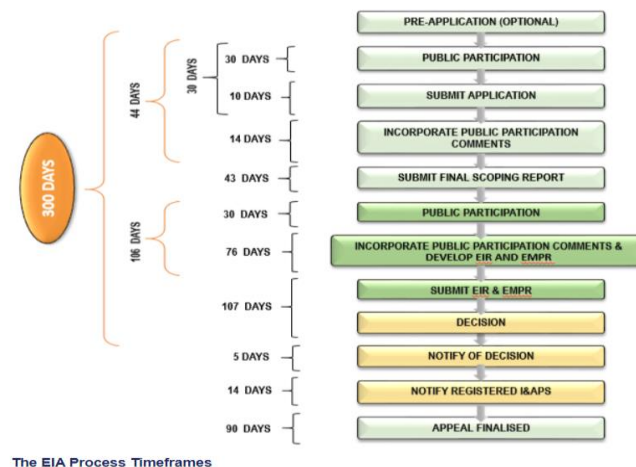 PRE-APPLICATION (OPTIONAL)
30 DAYS
PUBLIC PARTICIPATION
30 DAYS
10 DAYS
SUBMIT APPLICATION
44 DAYS
14 DAYS
INCORPORATE PUBLIC PARTICIPATION
COMMENTS
43 DAYS
SUBMIT FINAL SCOPING REPORT
300 DAYS
30 DAYS
PUBLIC PARTICIPATION
106 DAYS
76 DAYS
INCORPORATE PUBLIC PARTICIPATION COMMENTS &
DEVELOP EIR AND EMPR
SUBMIT EIR & EMPR
107 DAYS
DECISION
5 DAYS
NOTIFY OF DECISION
14 DAYS
NOTIFY REGISTERED I&APS
90 DAYS
APPEAL FINALISED
The EIA Process Timeframes